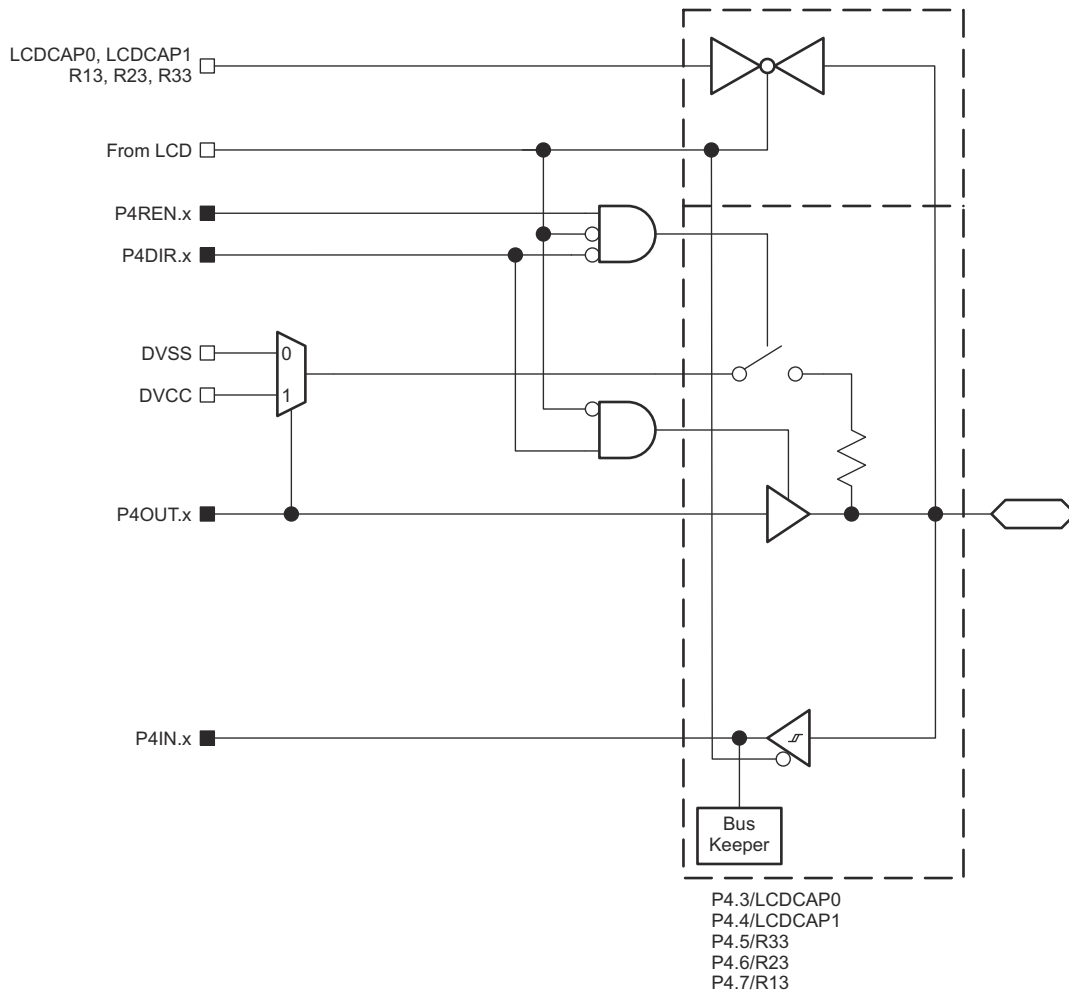 LCDCAP0, LCDCAP1
R13, R23, R33
From LCD
P4REN.x
P4DIR.x
DVSS
0
DVCC
1
P4OUT.x
P4IN.x
Bus
Keeper
P4.3/LCDCAP0
P4.4/LCDCAP1
P4.5/R33
P4.6/R23
P4.7/R13